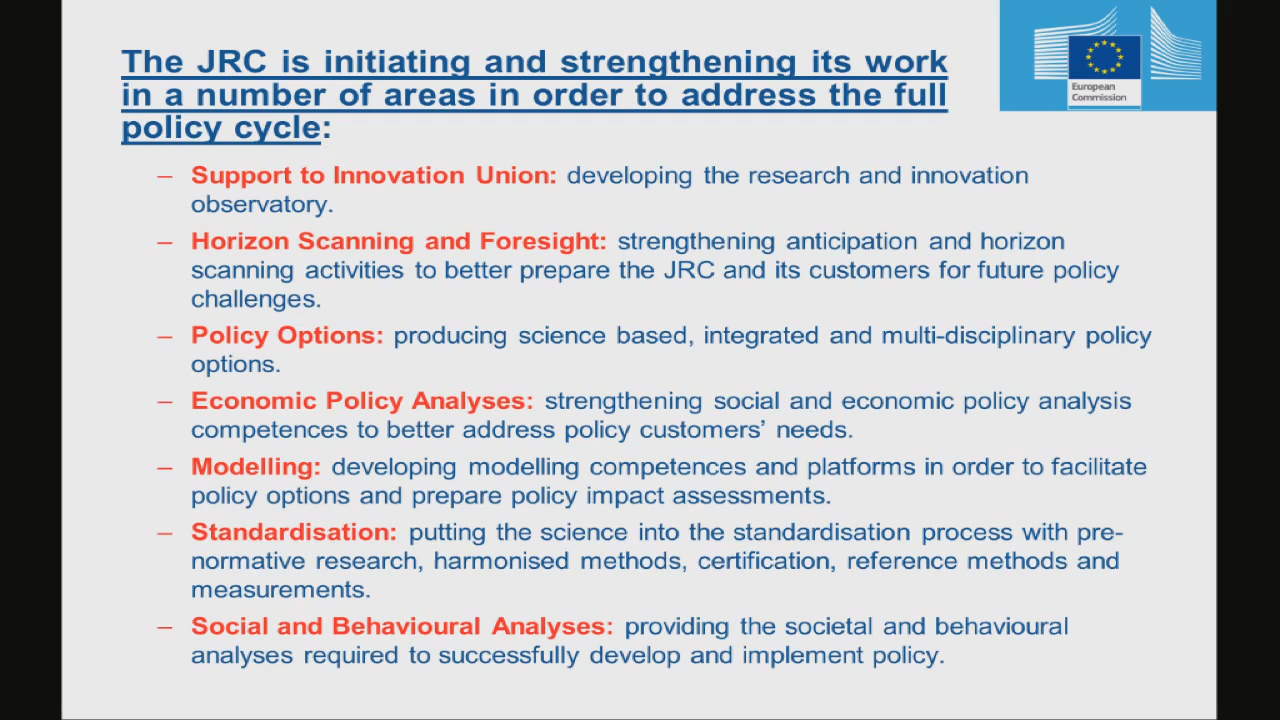 The JRC is initiating and strengthening its work
in a number of areas in order to address the full
policy cycle:
European
Commission
– Support to Innovation Union: developing the research and innovation
observatory.
– Horizon Scanning and Foresight: strengthening anticipation and horizon
scanning activities to better prepare the JRC and its customers for future policy
challenges.
– Policy Options: producing science based, integrated and multi-disciplinary policy
options.
– Economic Policy Analyses: strengthening social and economic policy analysis
competences to better address policy customers’ needs.
– Modelling: developing modelling competences and platforms in order to facilitate
policy options and prepare policy impact assessments.
– Standardisation: putting the science into the standardisation process with pre-
normative research, harmonised methods, certification, reference methods and
measurements.
– Social and Behavioural Analyses: providing the societal and behavioural
analyses required to successfully develop and implement policy.